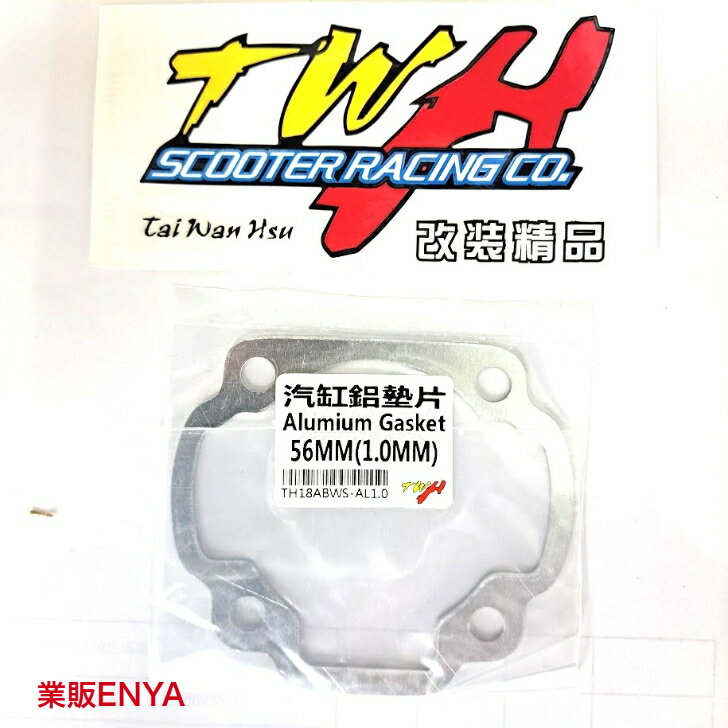 TWH
SCOOTER RACING CO.
Tai Wan Hsu
改裝精品
汽缸鋁墊片
Alumium Gasket
56MM(1.0MM)
TH18ABWS-AL1.0
TWH
業販ENYA